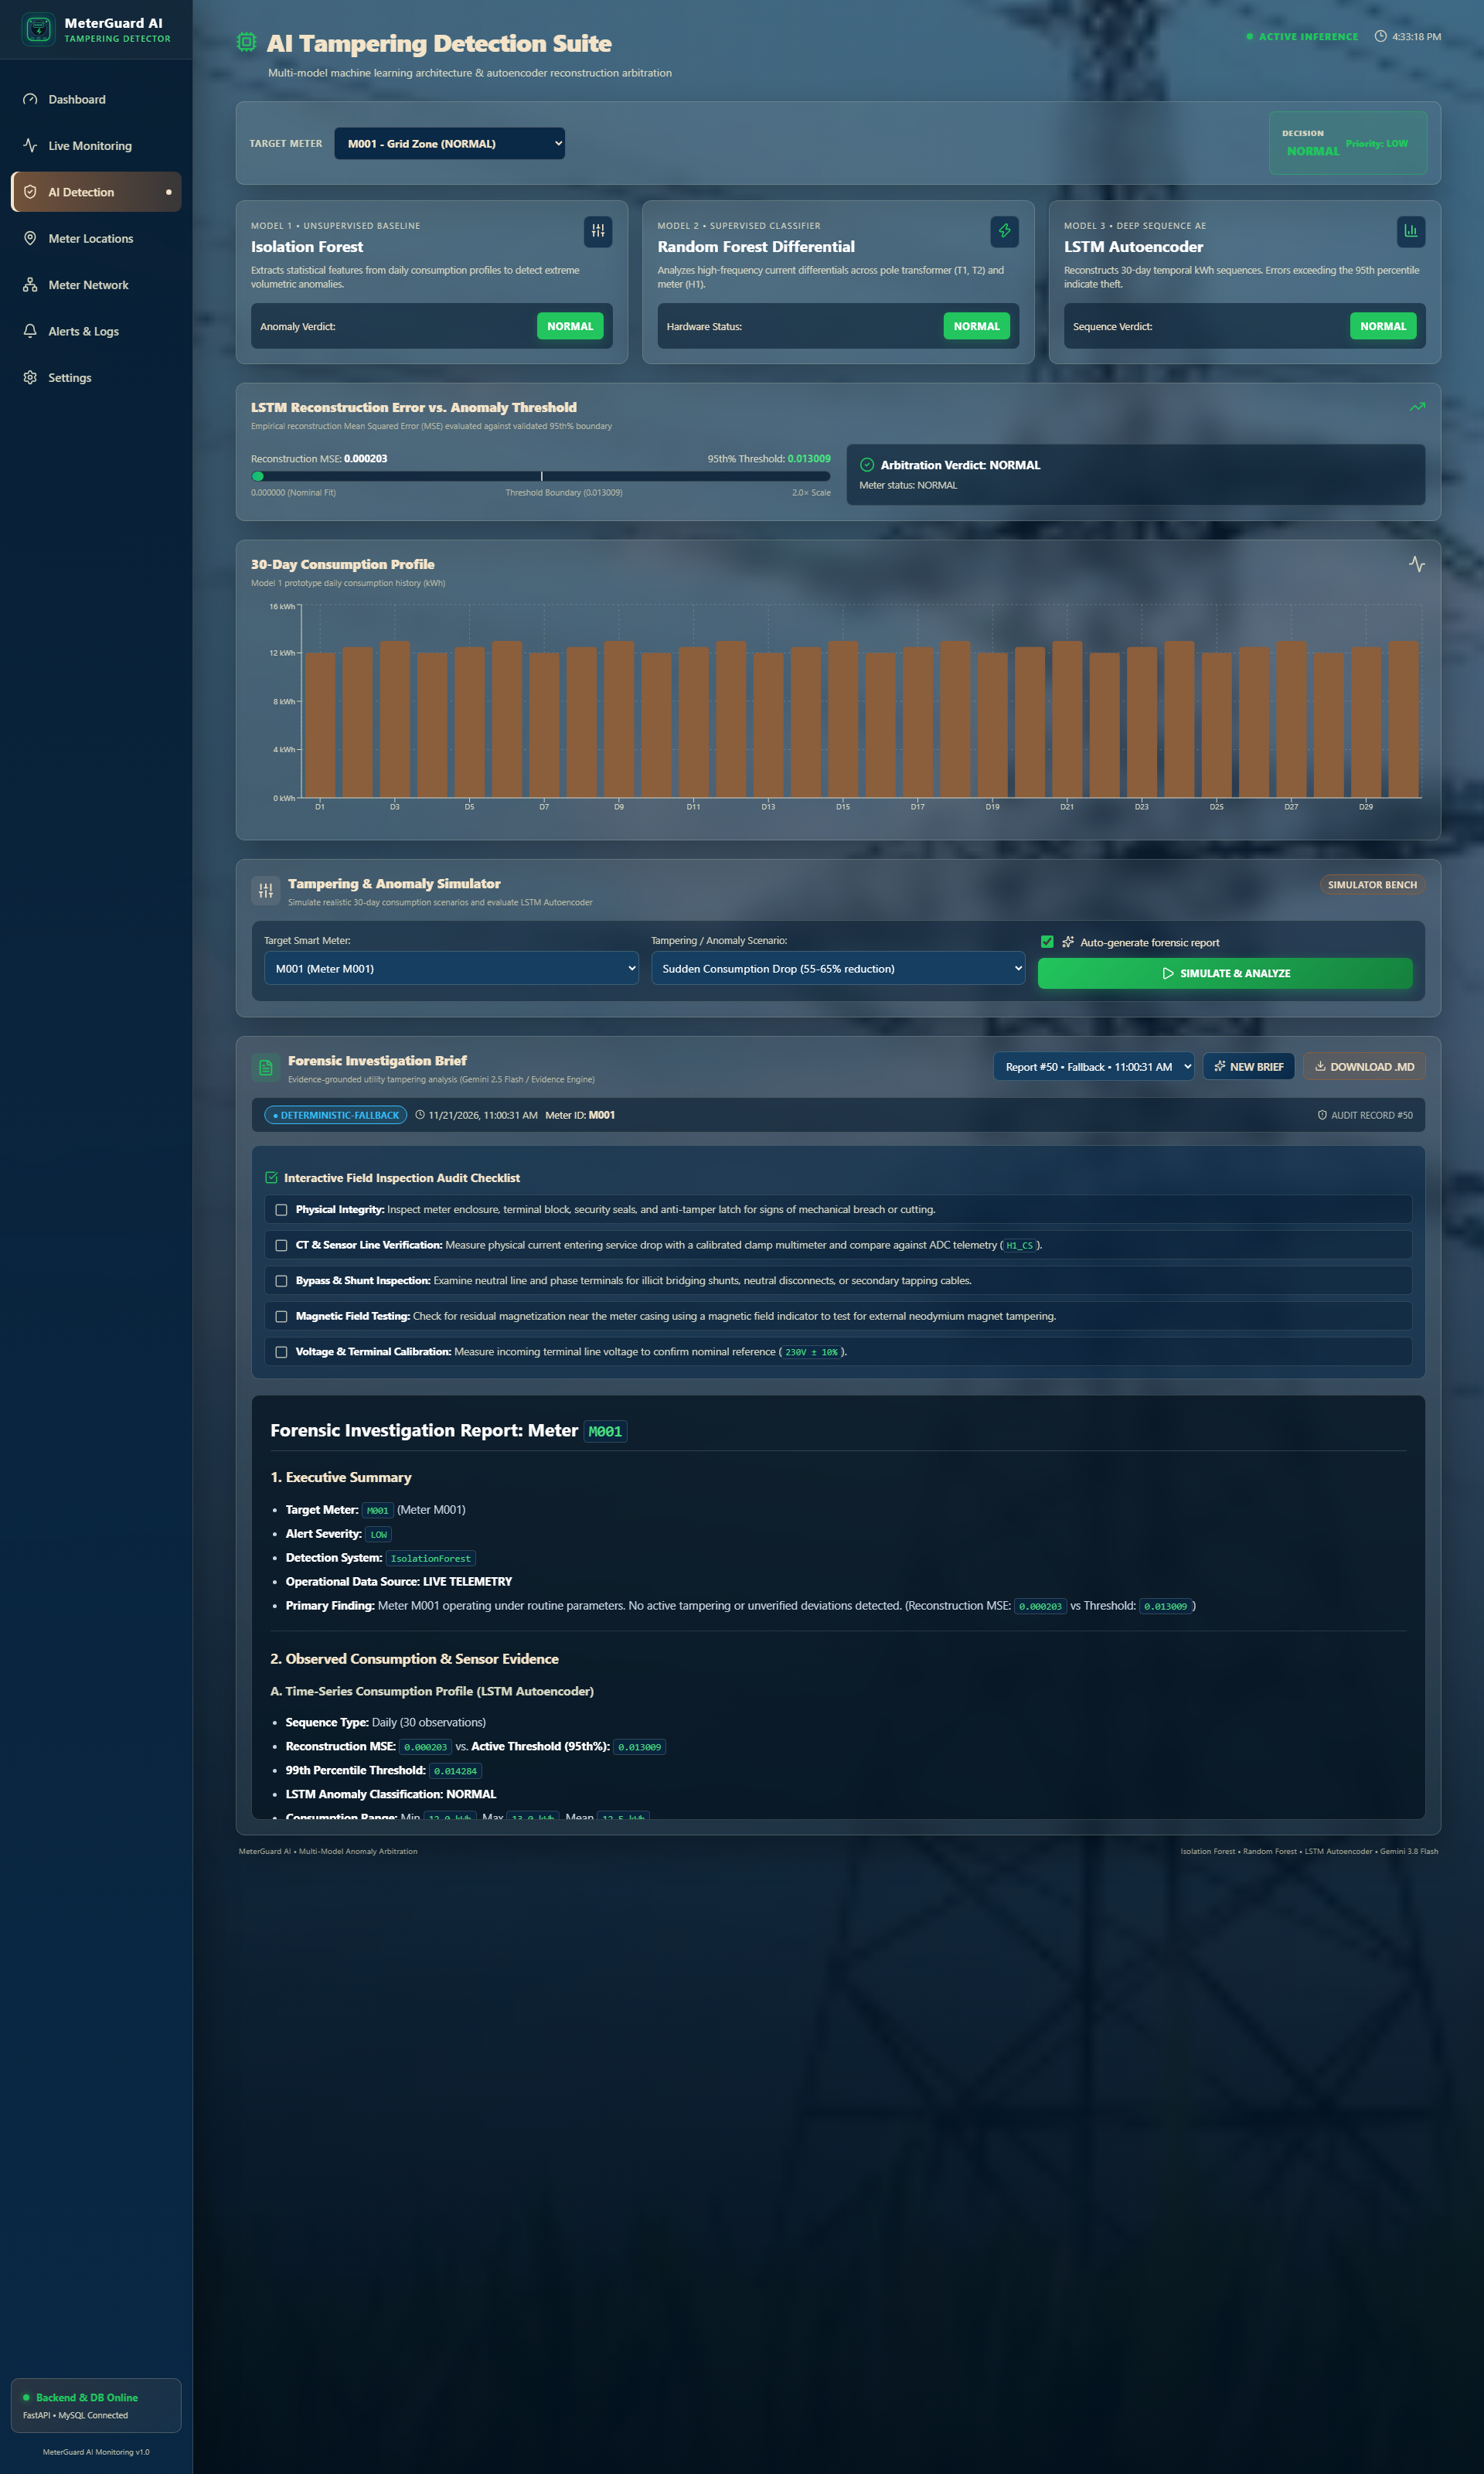 MeterGuard AI
TAMPERING DETECTOR
Dashboard
Live Monitoring
AI Detection
Meter Locations
Meter Network
Alerts & Logs
Settings
Backend & DB Online
FastAPI • MySQL Connected
MeterGuard AI Monitoring v1.0
AI Tampering Detection Suite
Multi-model machine learning architecture & autoencoder reconstruction arbitration
ACTIVE INFERENCE 4:33:18 PM
TARGET METER M001 - Grid Zone (NORMAL)
DECISION
NORMAL Priority: LOW
MODEL 1 • UNSUPERVISED BASELINE
Isolation Forest
Extracts statistical features from daily consumption profiles to detect extreme
volumetric anomalies.
Anomaly Verdict: NORMAL
MODEL 2 • SUPERVISED CLASSIFIER
Random Forest Differential
Analyzes high-frequency current differentials across pole transformer (T1, T2) and
meter (H1).
Hardware Status: NORMAL
MODEL 3 • DEEP SEQUENCE AE
LSTM Autoencoder
Reconstructs 30-day temporal kWh sequences. Errors exceeding the 95th percentile
indicate theft.
Sequence Verdict: NORMAL
LSTM Reconstruction Error vs. Anomaly Threshold
Empirical reconstruction Mean Squared Error (MSE) evaluated against validated 95th% boundary
Reconstruction MSE: 0.000203 95th% Threshold: 0.013009
0.000000 (Nominal Fit) Threshold Boundary (0.013009) 2.0× Scale
Arbitration Verdict: NORMAL
Meter status: NORMAL
30-Day Consumption Profile
Model 1 prototype daily consumption history (kWh)
16 kWh
12 kWh
8 kWh
4 kWh
0 kWh
D1 D3 D5 D7 D9 D11 D13 D15 D17 D19 D21 D23 D25 D27 D29
Tampering & Anomaly Simulator
Simulate realistic 30-day consumption scenarios and evaluate LSTM Autoencoder
SIMULATOR BENCH
Target Smart Meter:
M001 (Meter M001)
Tampering / Anomaly Scenario:
Sudden Consumption Drop (55-65% reduction)
Auto-generate forensic report
SIMULATE & ANALYZE
Forensic Investigation Brief
Evidence-grounded utility tampering analysis (Gemini 2.5 Flash / Evidence Engine)
Report #50 • Fallback • 11:00:31 AM NEW BRIEF DOWNLOAD .MD
• DETERMINISTIC-FALLBACK 11/21/2026, 11:00:31 AM Meter ID: M001 AUDIT RECORD #50
Interactive Field Inspection Audit Checklist
Physical Integrity: Inspect meter enclosure, terminal block, security seals, and anti-tamper latch for signs of mechanical breach or cutting.
CT & Sensor Line Verification: Measure physical current entering service drop with a calibrated clamp multimeter and compare against ADC telemetry ( H1_CS ).
Bypass & Shunt Inspection: Examine neutral line and phase terminals for illicit bridging shunts, neutral disconnects, or secondary tapping cables.
Magnetic Field Testing: Check for residual magnetization near the meter casing using a magnetic field indicator to test for external neodymium magnet tampering.
Voltage & Terminal Calibration: Measure incoming terminal line voltage to confirm nominal reference ( 230V ± 10% ).
Forensic Investigation Report: Meter M001
1. Executive Summary
• Target Meter: M001 (Meter M001)
• Alert Severity: LOW
• Detection System: IsolationForest
• Operational Data Source: LIVE TELEMETRY
• Primary Finding: Meter M001 operating under routine parameters. No active tampering or unverified deviations detected. (Reconstruction MSE: 0.000203 vs Threshold: 0.013009 )
2. Observed Consumption & Sensor Evidence
A. Time-Series Consumption Profile (LSTM Autoencoder)
• Sequence Type: Daily (30 observations)
• Reconstruction MSE: 0.000203 vs. Active Threshold (95th%): 0.013009
• 99th Percentile Threshold: 0.014284
• LSTM Anomaly Classification: NORMAL
• Consumption Range: Min 12.0 kWh, Max 13.0 kWh, Mean 12.5 kWh
MeterGuard AI • Multi-Model Anomaly Arbitration
Isolation Forest • Random Forest • LSTM Autoencoder • Gemini 3.8 Flash